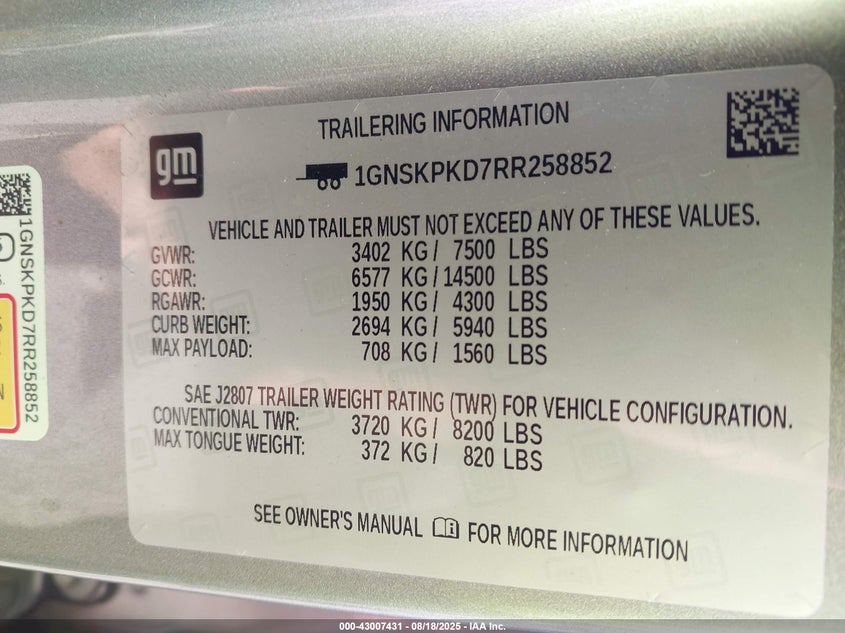 TRAILERING INFORMATION
gm
1GNSKPKD7RR258852
VEHICLE AND TRAILER MUST NOT EXCEED ANY OF THESE VALUES.
GVWR: 3402 KG / 7500 LBS
GCWR: 6577 KG / 14500 LBS
RGAWR: 1950 KG / 4300 LBS
CURB WEIGHT: 2694 KG / 5940 LBS
MAX PAYLOAD: 708 KG / 1560 LBS
SAE J2807 TRAILER WEIGHT RATING (TWR) FOR VEHICLE CONFIGURATION.
CONVENTIONAL TWR: 3720 KG / 8200 LBS
MAX TONGUE WEIGHT: 372 KG / 820 LBS
SEE OWNER'S MANUAL FOR MORE INFORMATION
1GNSKPKD7RR258852
000-43007431 - 08/18/2025 - IAA Inc.